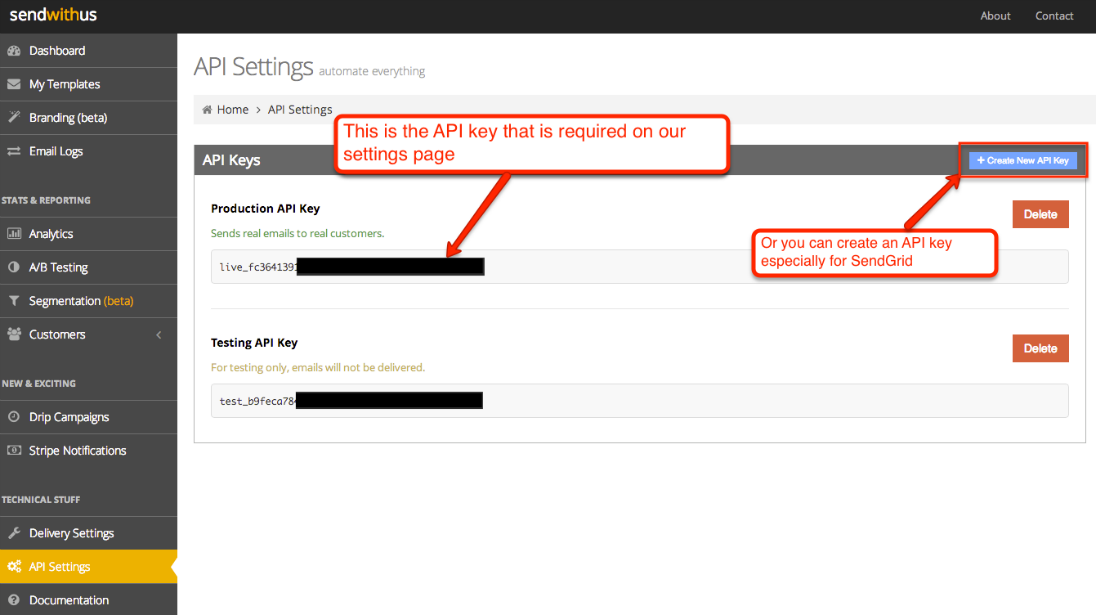 sendwithus
About
Contact
Dashboard
My Templates
Branding (beta)
Email Logs
STATS & REPORTING
Analytics
A/B Testing
Segmentation (beta)
Customers
NEW & EXCITING
Drip Campaigns
Stripe Notifications
TECHNICAL STUFF
Delivery Settings
API Settings
Documentation
API Settings automate everything
Home > API Settings
This is the API key that is required on our
settings page
API Keys
+ Create New API Key
Production API Key
Delete
Sends real emails to real customers.
Or you can create an API key
especially for SendGrid
live_fc364139
Testing API Key
Delete
For testing only, emails will not be delivered.
test_b9feca78